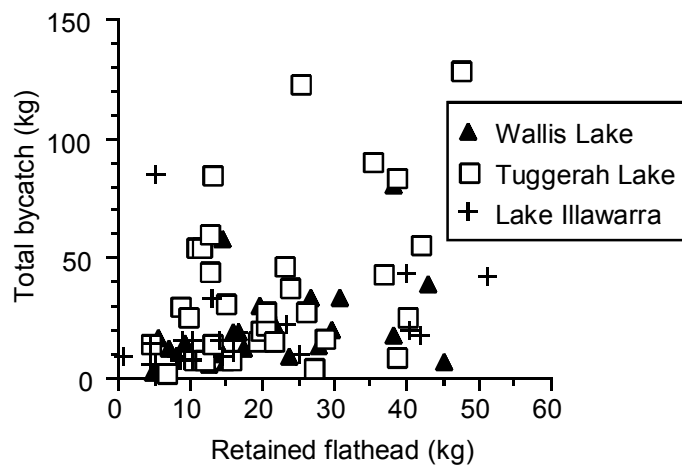 150
100
50
0
Total bycatch (kg)
0 10 20 30 40 50 60
Retained flathead (kg)
Wallis Lake
Tuggerah Lake
Lake Illawarra